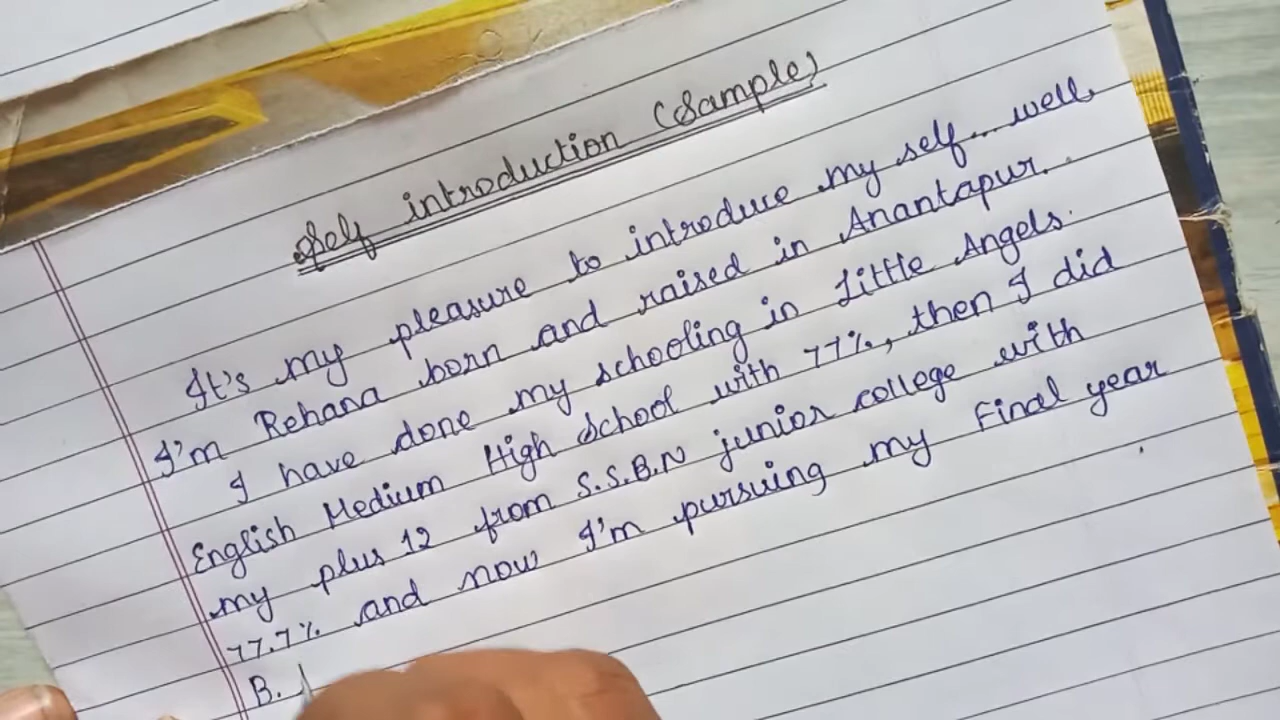 Self introduction (Sample)
It's my pleasure to introduce my self... well,
I'm Rehana born and raised in Anantapur.
I have done my schooling in Little Angels
English Medium High School with 77%, then I did
my plus 12 from S.S.B.N junior college with
77.7% and now I'm pursuing my Final year
B.